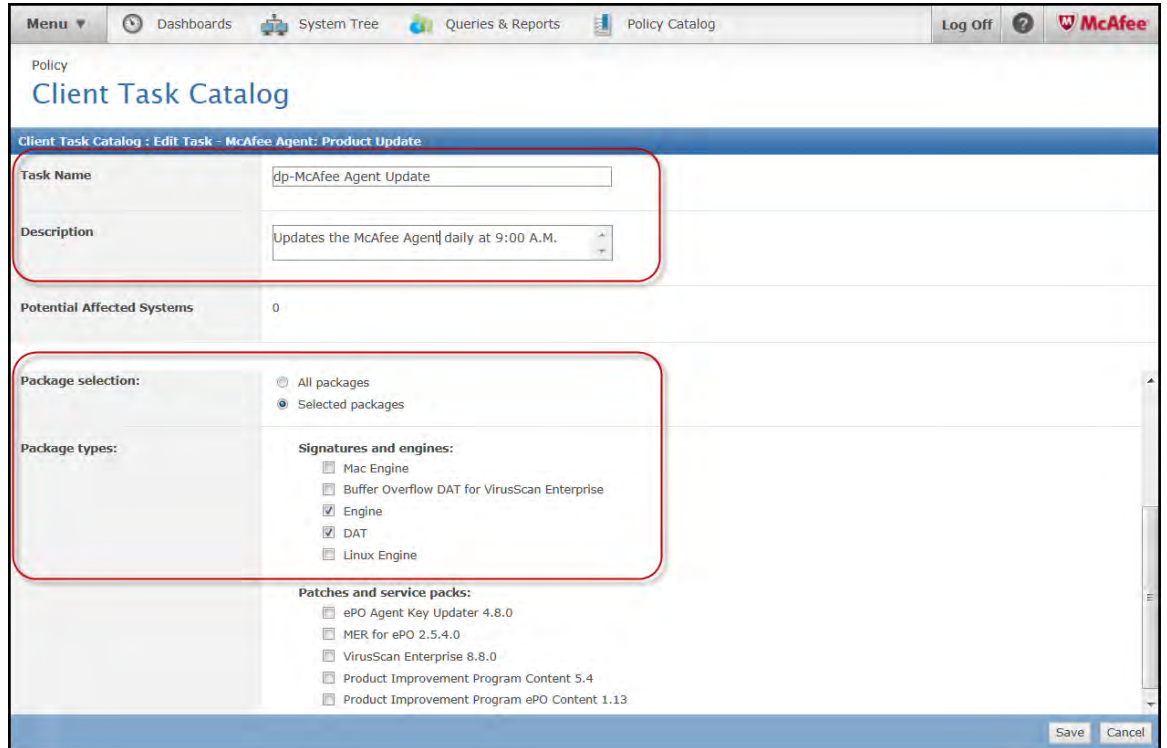 Menu ▼ Dashboards System Tree Queries & Reports Policy Catalog Log Off ? McAfee
Policy
Client Task Catalog
Client Task Catalog : Edit Task - McAfee Agent: Product Update
Task Name dp-McAfee Agent Update
Description Updates the McAfee Agent daily at 9:00 A.M.
Potential Affected Systems 0
Package selection: All packages
Selected packages
Package types: Signatures and engines:
Mac Engine
Buffer Overflow DAT for VirusScan Enterprise
Engine
DAT
Linux Engine
Patches and service packs:
ePO Agent Key Updater 4.8.0
MER for ePO 2.5.4.0
VirusScan Enterprise 8.8.0
Product Improvement Program Content 5.4
Product Improvement Program ePO Content 1.13
Save Cancel